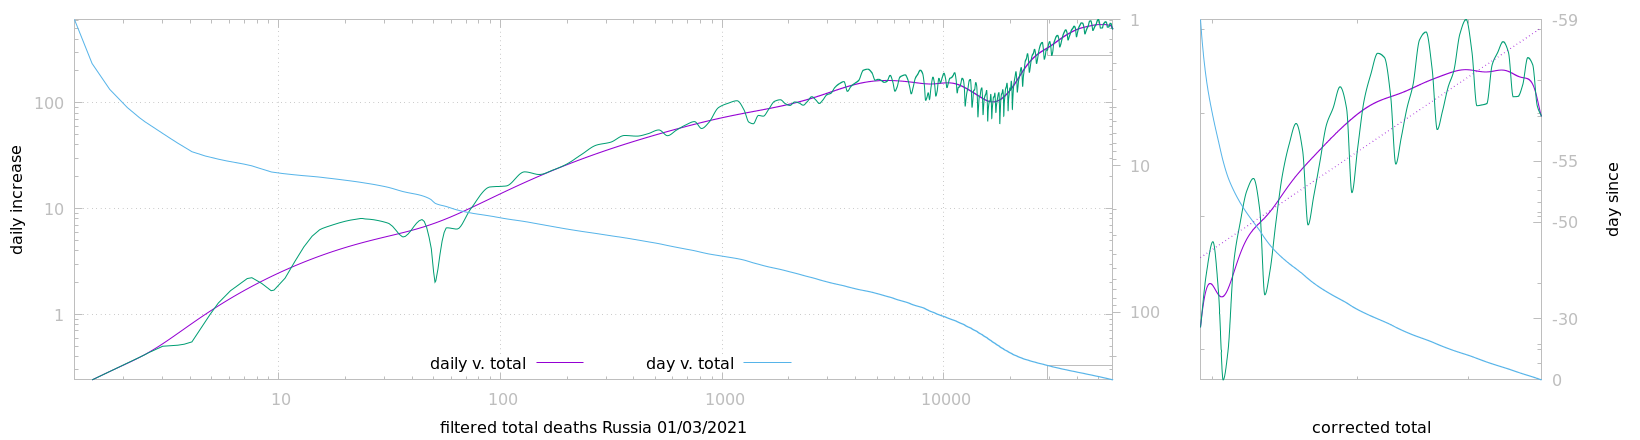 daily increase
100
10
1
1
10
100
10
100
1000
10000
daily v. total
day v. total
filtered total deaths Russia 01/03/2021
-59
-55
-50
-30
0
day since
corrected total